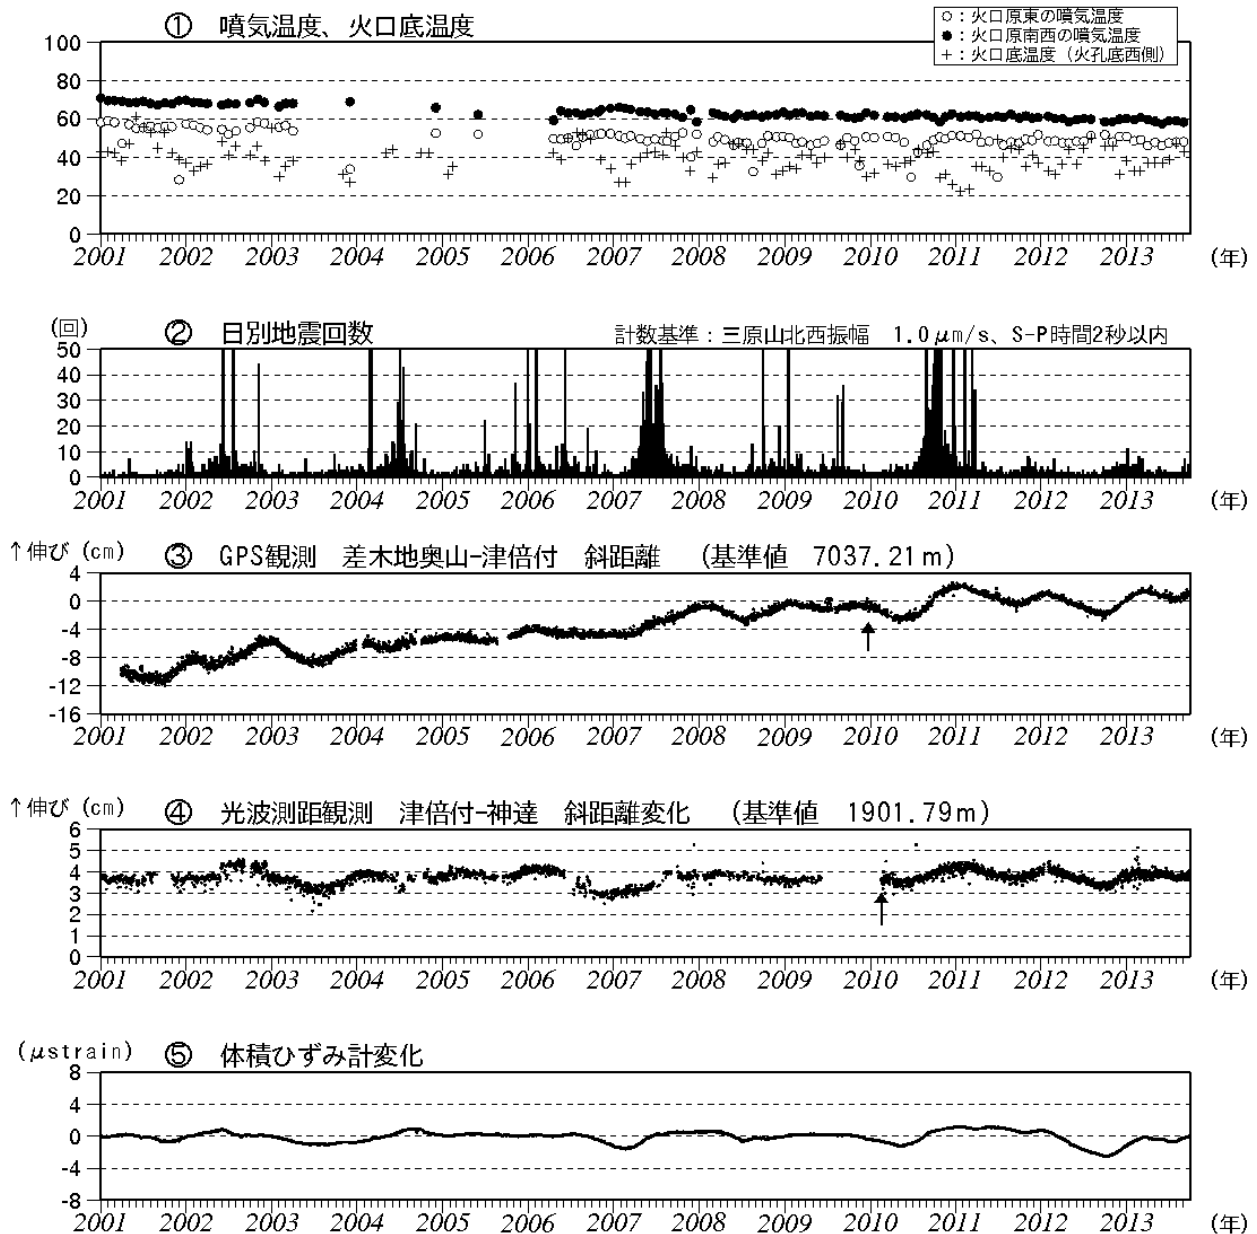 ① 噴気温度、火口底温度
○：火口原東の噴気温度
●：火口原南西の噴気温度
＋：火口底温度（火孔底西側）
100
80
60
40
20
0
2001 2002 2003 2004 2005 2006 2007 2008 2009 2010 2011 2012 2013 (年)
(回) ② 日別地震回数 計数基準：三原山北西振幅 1.0μm/s、S-P時間2秒以内
50
40
30
20
10
0
2001 2002 2003 2004 2005 2006 2007 2008 2009 2010 2011 2012 2013 (年)
↑伸び (cm) ③ GPS観測 差木地奥山-津倍付 斜距離 (基準値 7037.21m)
4
0
-4
-8
-12
-16
2001 2002 2003 2004 2005 2006 2007 2008 2009 2010 2011 2012 2013 (年)
↑伸び (cm) ④ 光波測距観測 津倍付-神達 斜距離変化 (基準値 1901.79m)
6
5
4
3
2
1
0
2001 2002 2003 2004 2005 2006 2007 2008 2009 2010 2011 2012 2013 (年)
(μstrain) ⑤ 体積ひずみ計変化
8
4
0
-4
-8
2001 2002 2003 2004 2005 2006 2007 2008 2009 2010 2011 2012 2013 (年)